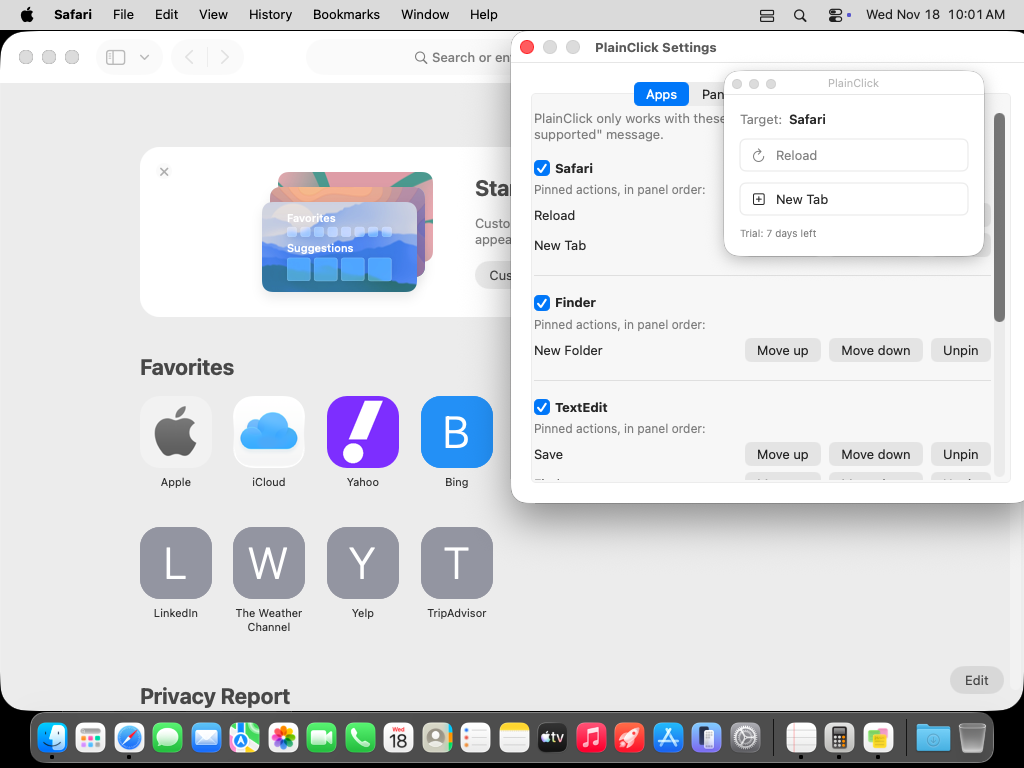 Safari File Edit View History Bookmarks Window Help Wed Nov 18 10:01 AM
Search or en
PlainClick Settings
Apps Pan
PlainClick only works with these
supported" message.
Safari
Pinned actions, in panel order:
Reload
New Tab
Finder
Pinned actions, in panel order:
New Folder Move up Move down Unpin
TextEdit
Pinned actions, in panel order:
Save Move up Move down Unpin
PlainClick
Target: Safari
Reload
New Tab
Trial: 7 days left
Favorites
Suggestions
Sta
Custo
appea
Cus
Favorites
Apple iCloud Yahoo B Bing
L W Y T
LinkedIn The Weather Channel Yelp TripAdvisor
Privacy Report
Edit
Wed
18
tv